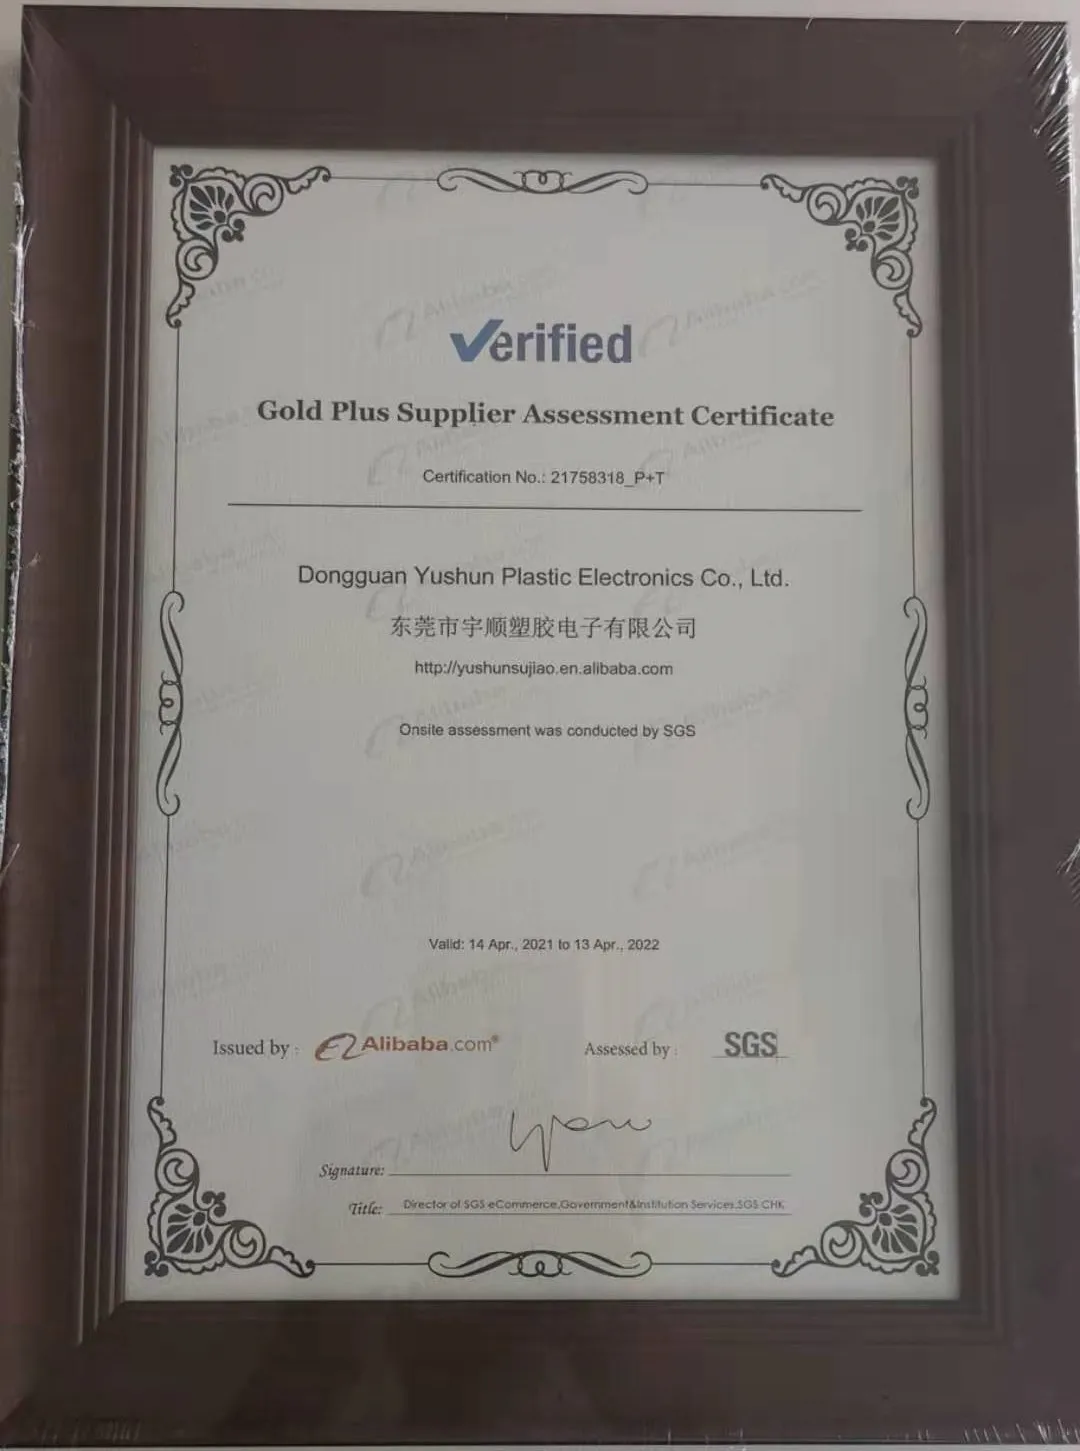 Verified
Gold Plus Supplier Assessment Certificate
Certification No.: 21758318_P+T
Dongguan Yushun Plastic Electronics Co., Ltd.
东莞市宇顺塑胶电子有限公司
http://yushunsujiao.en.alibaba.com
Onsite assessment was conducted by SGS
Valid: 14 Apr., 2021 to 13 Apr., 2022
Issued by : Alibaba.com® Assessed by : SGS
Signature:
Title: Director of SGS eCommerce,Government&Institution Services,SGS CHK